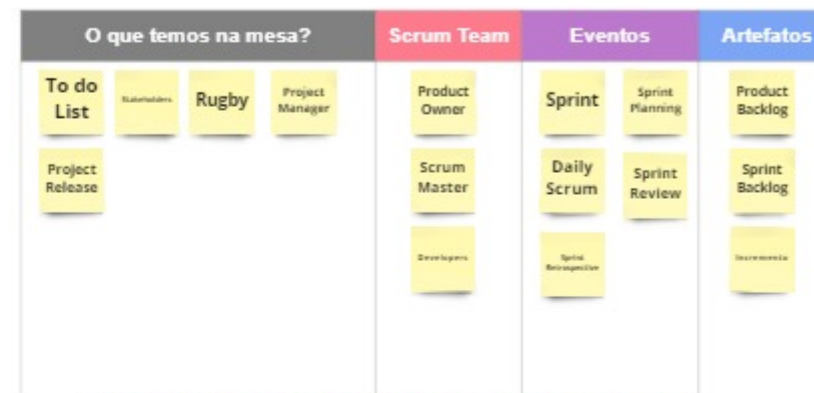 O que temos na mesa?
Scrum Team
Eventos
Artefatos
To do
List
Stakeholders
Rugby
Project
Manager
Project
Release
Product
Owner
Scrum
Master
Developers
Sprint
Sprint
Planning
Daily
Scrum
Sprint
Review
Sprint
Retrospective
Product
Backlog
Sprint
Backlog
Incremento